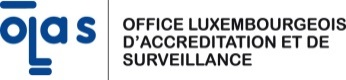 olas
OFFICE LUXEMBOURGEOIS
D'ACCREDITATION ET DE
SURVEILLANCE